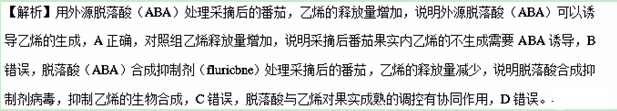 【解析】用外源脱落酸（ABA）处理采摘后的番茄，乙烯的释放量增加，说明外源脱落酸（ABA）可以诱
导乙烯的生成，A 正确，对照组乙烯释放量增加，说明采摘后番茄果实内乙烯的不生成需要 ABA 诱导，B
错误，脱落酸（ABA）合成抑制剂（fluricbne）处理采摘后的番茄，乙烯的释放量减少，说明脱落酸合成抑
制剂病毒，抑制乙烯的生物合成，C 错误，脱落酸与乙烯对果实成熟的调控有协同作用，D 错误。